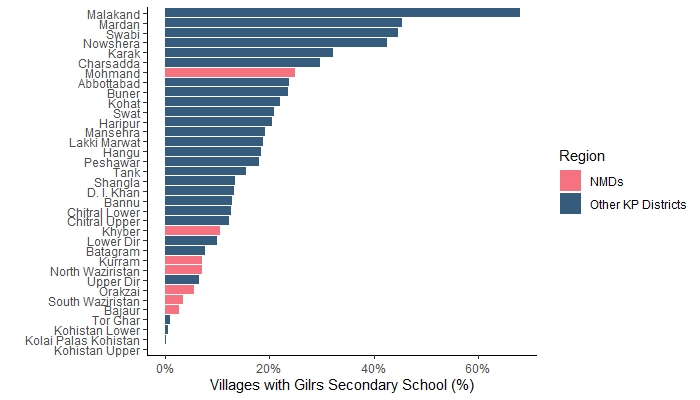 Malakand
Mardan
Swabi
Nowshera
Karak
Charsadda
Mohmand
Abbottabad
Buner
Kohat
Swat
Haripur
Mansehra
Lakki Marwat
Hangu
Peshawar
Tank
Shangla
D. I. Khan
Bannu
Chitral Lower
Chitral Upper
Khyber
Lower Dir
Batagram
Kurram
North Waziristan
Upper Dir
Orakzai
South Waziristan
Bajaur
Tor Ghar
Kohistan Lower
Kolai Palas Kohistan
Kohistan Upper
0% 20% 40% 60%
Villages with Gilrs Secondary School (%)
Region
NMDs
Other KP Districts